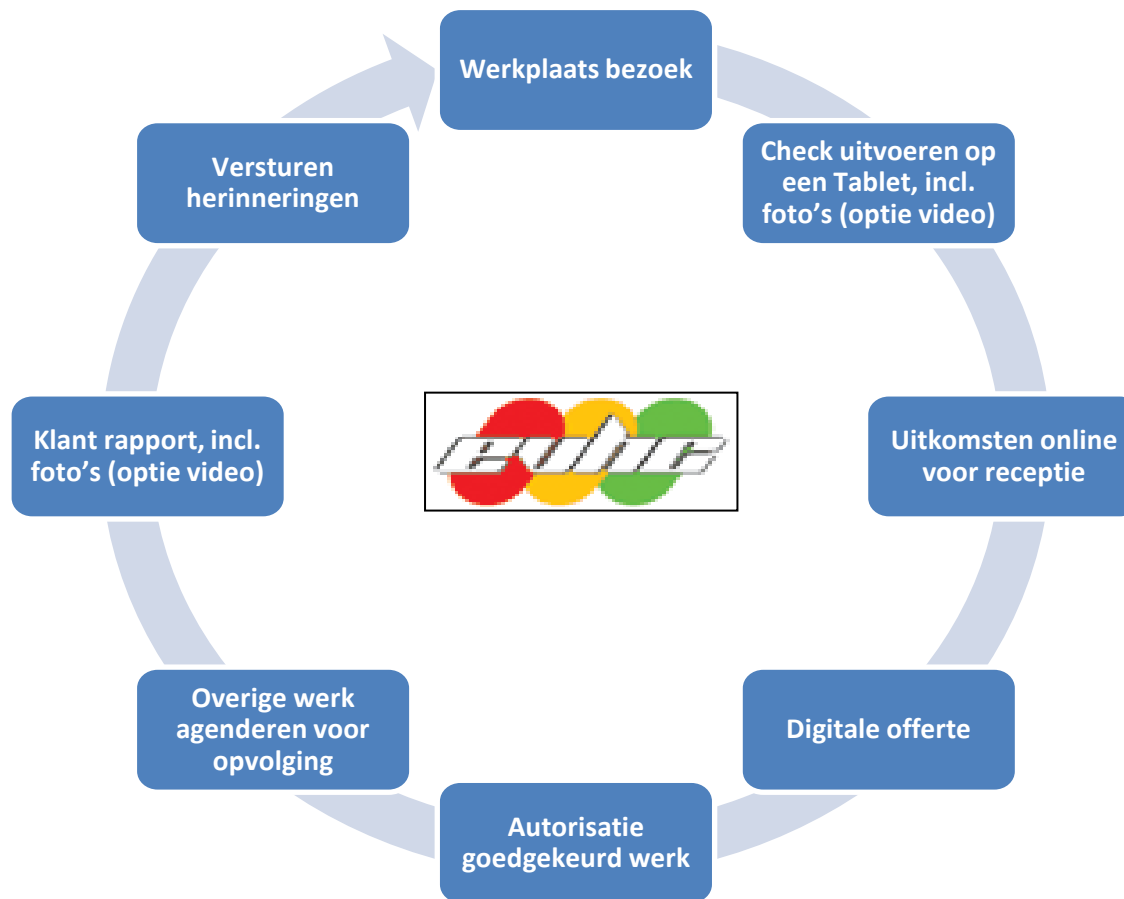 Werkplaats bezoek
Check uitvoeren op
een Tablet, incl.
foto's (optie video)
Uitkomsten online
voor receptie
Digitale offerte
Autorisatie
goedgekeurd werk
Overige werk
agenderen voor
opvolging
Klant rapport, incl.
foto's (optie video)
Versturen
herinneringen